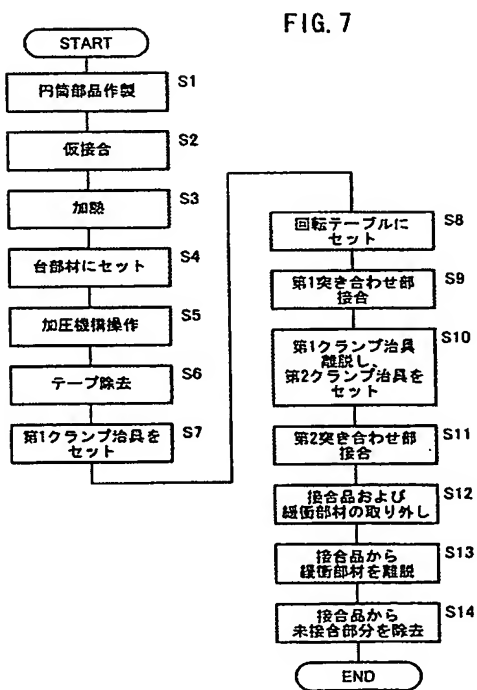 FIG. 7
START
円筒部品作製
S1
仮接合
S2
加熱
S3
台部材にセット
S4
加圧機構操作
S5
テープ除去
S6
第1クランプ治具を
セット
S7
回転テーブルに
セット
S8
第1突き合わせ部
接合
S9
第1クランプ治具
離脱し、
第2クランプ治具を
セット
S10
第2突き合わせ部
接合
S11
接合品および
緩衝部材の取り外し
S12
接合品から
緩衝部材を離脱
S13
接合品から
未接合部分を除去
S14
END